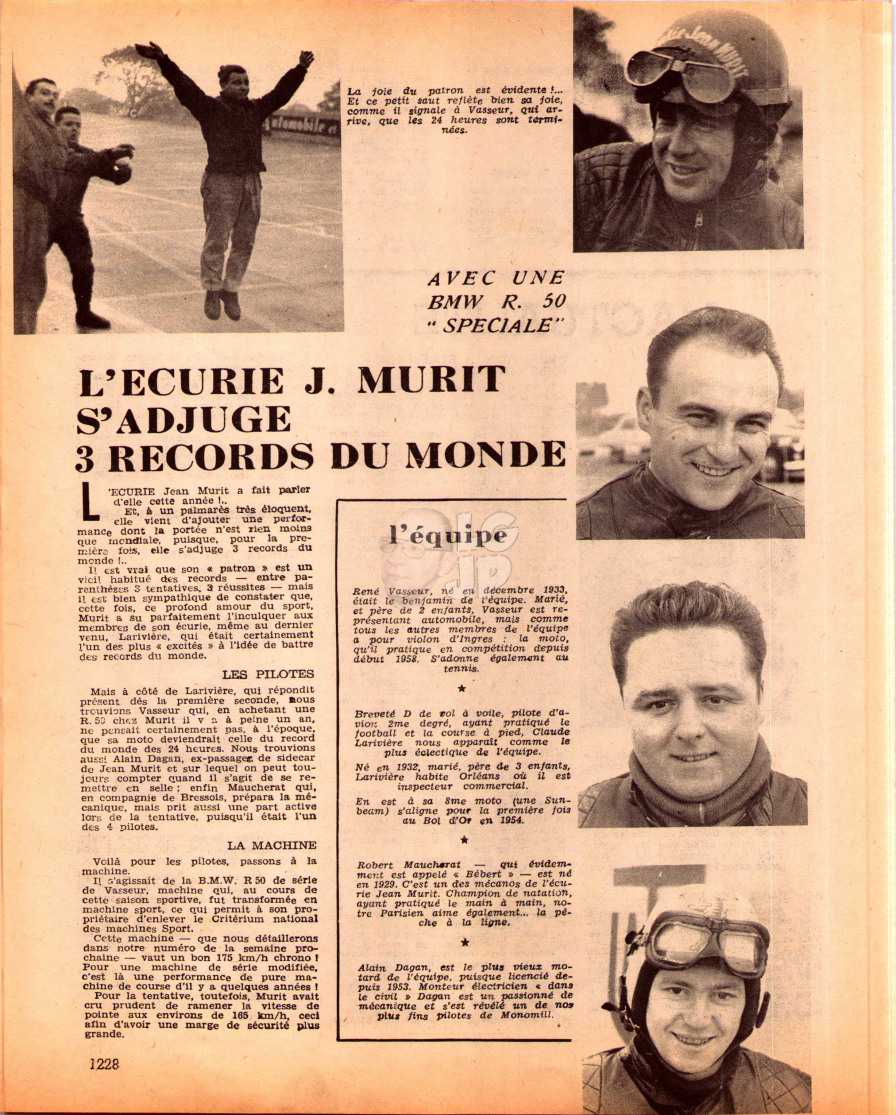 La joie du patron est évidente !...
Et ce petit saut reflète bien sa joie,
comme il signale à Vasseur, qui ar-
rive, que les 24 heures sont termi-
nées.
AVEC UNE
BMW R. 50
" SPECIALE"
L'ECURIE J. MURIT
S'ADJUGE
3 RECORDS DU MONDE
L'ECURIE Jean Murit a fait parler
d'elle cette année !..
Et, à un palmarès très éloquent,
elle vient d'ajouter une perfor-
mance dont la portée n'est rien moins
que mondiale, puisque, pour la pre-
mière fois, elle s'adjuge 3 records du
monde !..
Il est vrai que son « patron » est un
vieil habitué des records — entre pa-
renthèses 3 tentatives, 3 réussites — mais
il est bien sympathique de constater que,
cette fois, ce profond amour du sport,
Murit a su parfaitement l'inculquer aux
membres de son écurie, même au dernier
venu, Larivière, qui était certainement
l'un des plus « excités » à l'idée de battre
des records du monde.
LES PILOTES
Mais à côté de Larivière, qui répondit
présent dès la première seconde, nous
trouvions Vasseur qui, en achetant une
R.50 chez Murit il y a à peine un an,
ne pensait certainement pas, à l'époque,
que sa moto deviendrait celle du record
du monde des 24 heures. Nous trouvions
aussi Alain Dagan, ex-passager de sidecar
de Jean Murit et sur lequel on peut tou-
jours compter quand il s'agit de se re-
mettre en selle ; enfin Maucherat qui,
en compagnie de Bressois, prépara la mé-
canique, mais prit aussi une part active
lors de la tentative, puisqu'il était l'un
des 4 pilotes.
LA MACHINE
Voilà pour les pilotes, passons à la
machine.
Il s'agissait de la B.M.W. R 50 de série
de Vasseur, machine qui, au cours de
cette saison sportive, fut transformée en
machine sport, ce qui permit à son pro-
priétaire d'enlever le Critérium national
des machines Sport.
Cette machine — que nous détaillerons
dans notre numéro de la semaine pro-
chaine — vaut un bon 175 km/h chrono !
Pour une machine de série modifiée,
c'est là une performance de pure ma-
chine de course d'il y a quelques années !
Pour la tentative, toutefois, Murit avait
cru prudent de ramener la vitesse de
pointe aux environs de 165 km/h, ceci
afin d'avoir une marge de sécurité plus
grande.
l'équipe
René Vasseur, né en décembre 1933,
était le benjamin de l'équipe. Marié,
et père de 2 enfants, Vasseur est re-
présentant automobile, mais comme
tous les autres membres de l'équipe
a pour violon d'Ingres : la moto,
qu'il pratique en compétition depuis
début 1958. S'adonne également au
tennis.
★
Breveté D de vol à voile, pilote d'a-
vion 2me degré, ayant pratiqué le
football et la course à pied, Claude
Larivière nous apparaît comme le
plus éclectique de l'équipe.
Né en 1932, marié, père de 3 enfants,
Larivière habite Orléans où il est
inspecteur commercial.
En est à sa 8me moto (une Sun-
beam) s'aligne pour la première fois
au Bol d'Or en 1954.
★
Robert Maucherat — qui évidem-
ment est appelé « Bébert » — est né
en 1929. C'est un des mécanos de l'écu-
rie Jean Murit. Champion de natation,
ayant pratiqué le main à main, no-
tre Parisien aime également... la pê-
che à la ligne.
★
Alain Dagan, est le plus vieux mo-
tard de l'équipe, puisque licencié de-
puis 1953. Monteur électricien « dans
le civil » Dagan est un passionné de
mécanique et s'est révélé un de nos
plus fins pilotes de Monomill.
1228